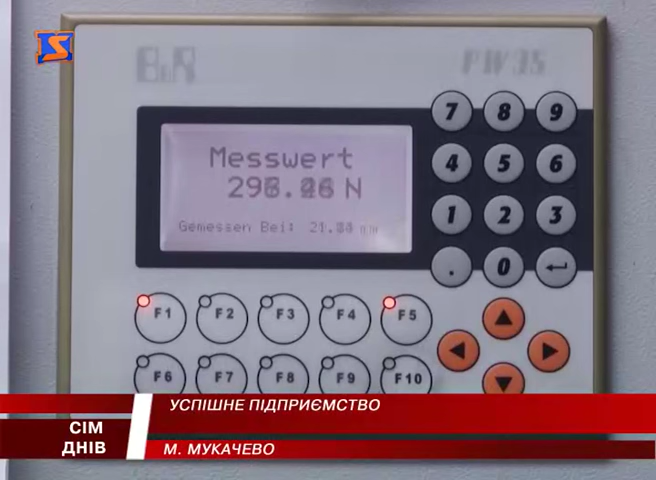 B&R PW35
Messwert
N
Gemessen Bei: mm
7 8 9
4 5 6
1 2 3
. 0
F1 F2 F3 F4 F5
F6 F7 F8 F9 F10
УСПІШНЕ ПІДПРИЄМСТВО
СІМ
ДНІВ
М. МУКАЧЕВО